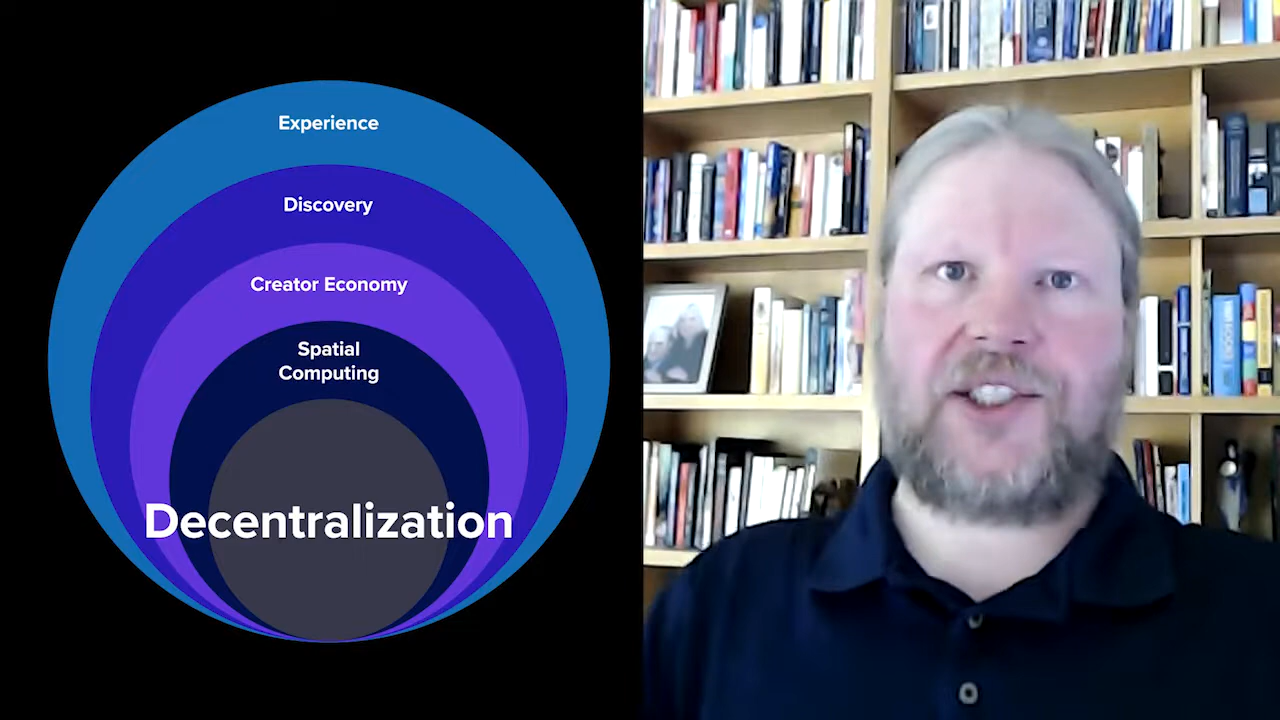 Experience
Discovery
Creator Economy
Spatial
Computing
Decentralization